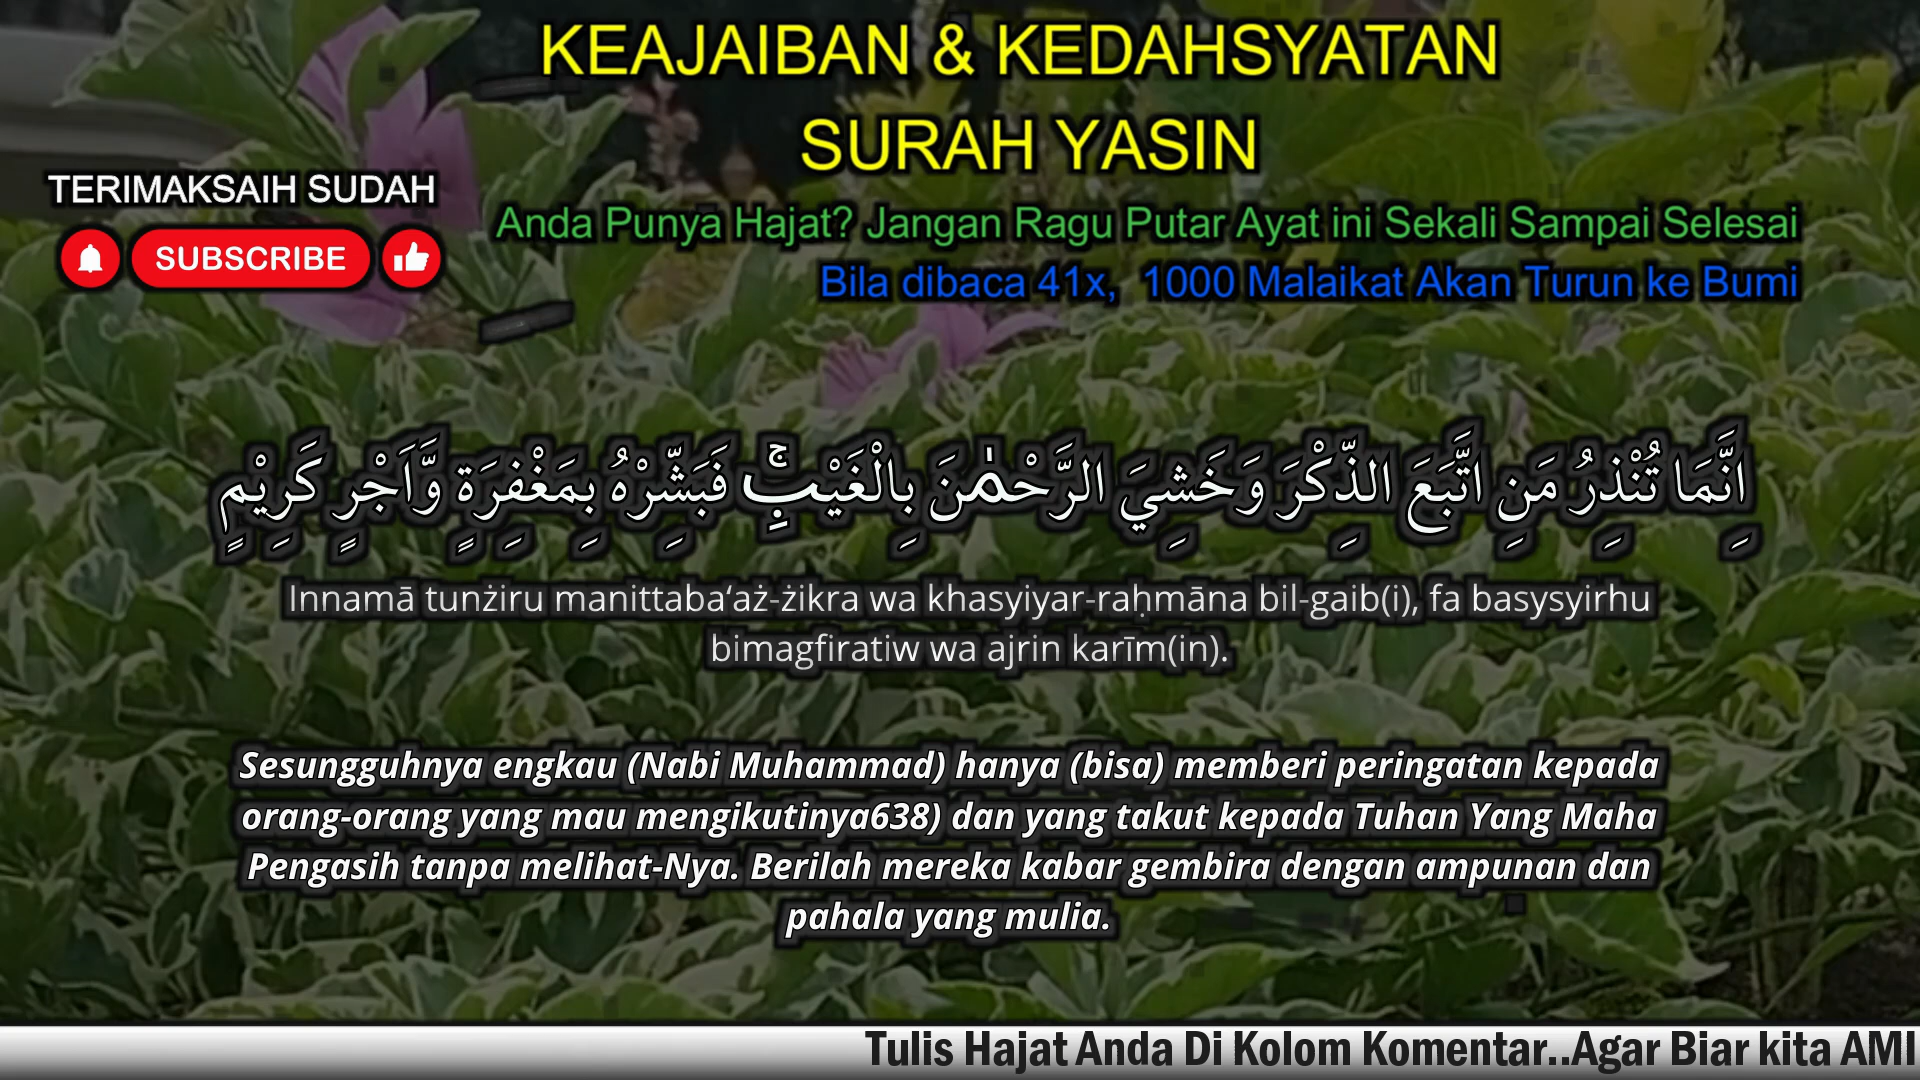 KEAJAIBAN & KEDAHSYATAN
SURAH YASIN
TERIMAKSAIH SUDAH
SUBSCRIBE
Anda Punya Hajat? Jangan Ragu Putar Ayat ini Sekali Sampai Selesai
Bila dibaca 41x, 1000 Malaikat Akan Turun ke Bumi
اِنَّمَا تُنْذِرُ مَنِ اتَّبَعَ الذِّكْرَ وَخَشِيَ الرَّحْمٰنَ بِالْغَيْبِۚ فَبَشِّرْهُ بِمَغْفِرَةٍ وَّاَجْرٍ كَرِيْمٍ
Innamā tunżiru manittaba‘aż-żikra wa khasyiyar-raḥmāna bil-gaib(i), fa basysyirhu
bimagfiratiw wa ajrin karīm(in).
Sesungguhnya engkau (Nabi Muhammad) hanya (bisa) memberi peringatan kepada
orang-orang yang mau mengikutinya638) dan yang takut kepada Tuhan Yang Maha
Pengasih tanpa melihat-Nya. Berilah mereka kabar gembira dengan ampunan dan
pahala yang mulia.
Tulis Hajat Anda Di Kolom Komentar..Agar Biar kita AMI